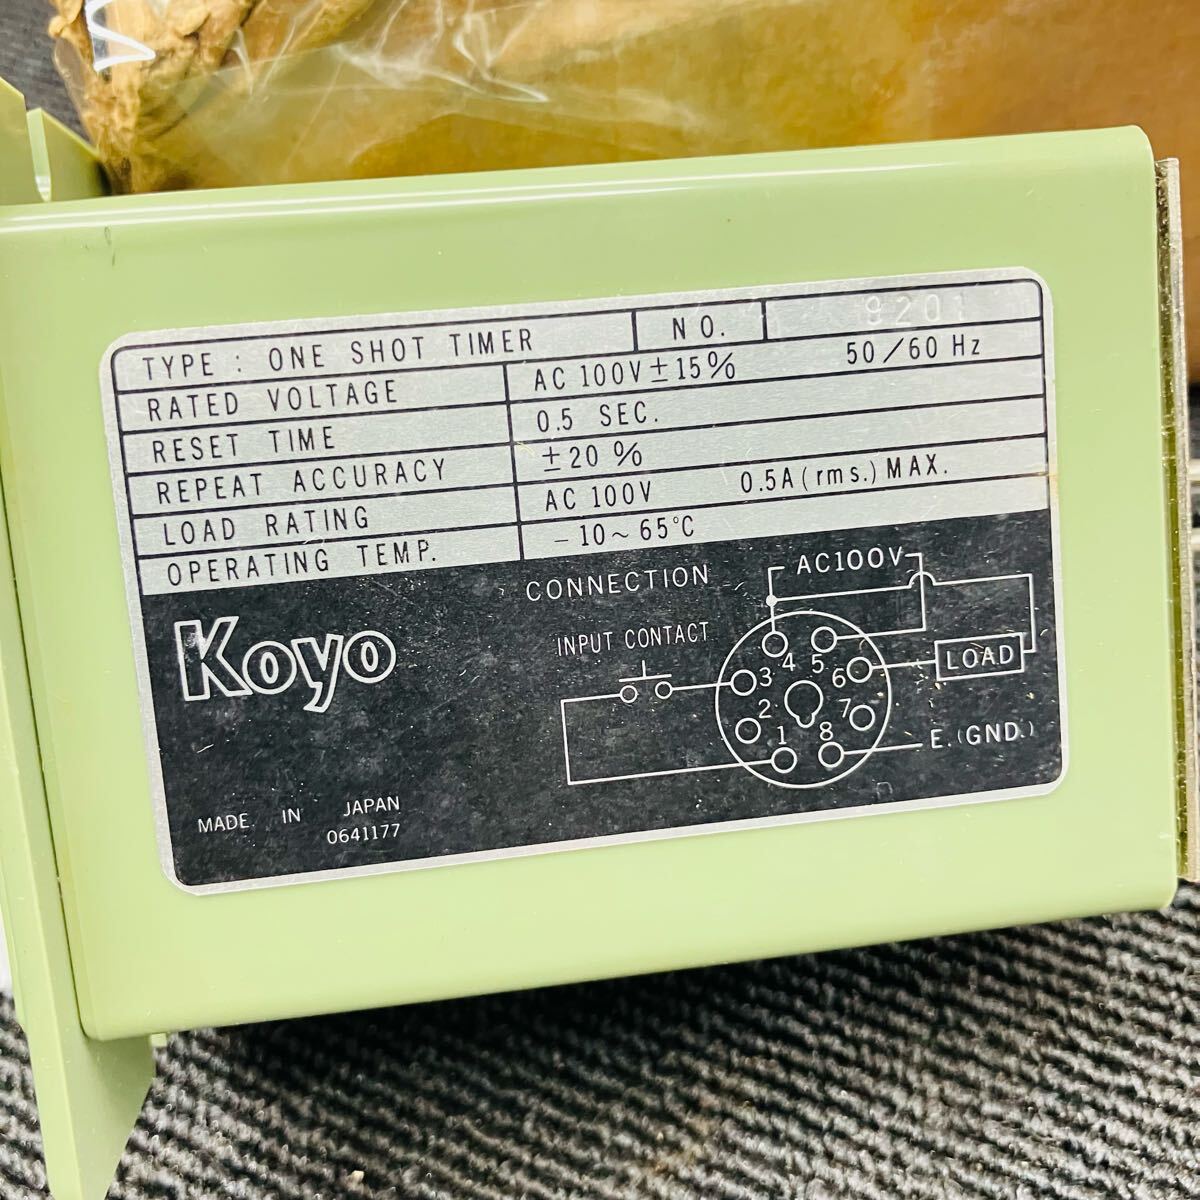 TYPE : ONE SHOT TIMER NO. 9201
RATED VOLTAGE AC 100V ± 15% 50/60 Hz
RESET TIME 0.5 SEC.
REPEAT ACCURACY ± 20 %
LOAD RATING AC 100V 0.5A (rms.) MAX.
OPERATING TEMP. - 10 ~ 65°C
CONNECTION
AC100V
INPUT CONTACT
4 5
3 6
LOAD
2 7
1 8
E. (GND.)
Koyo
MADE IN JAPAN
0641177